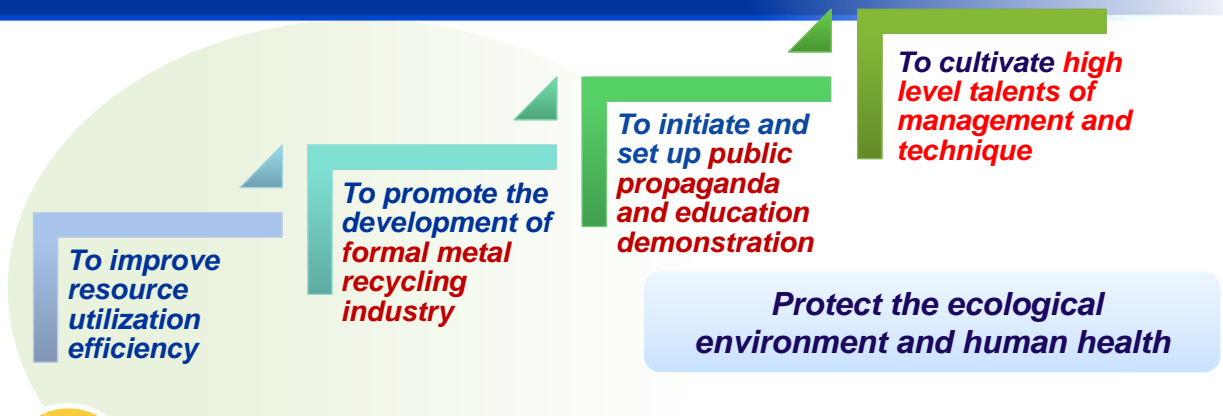 To improve
resource
utilization
efficiency
To promote the
development of
formal metal
recycling
industry
To initiate and
set up public
propaganda
and education
demonstration
To cultivate high
level talents of
management and
technique
Protect the ecological
environment and human health